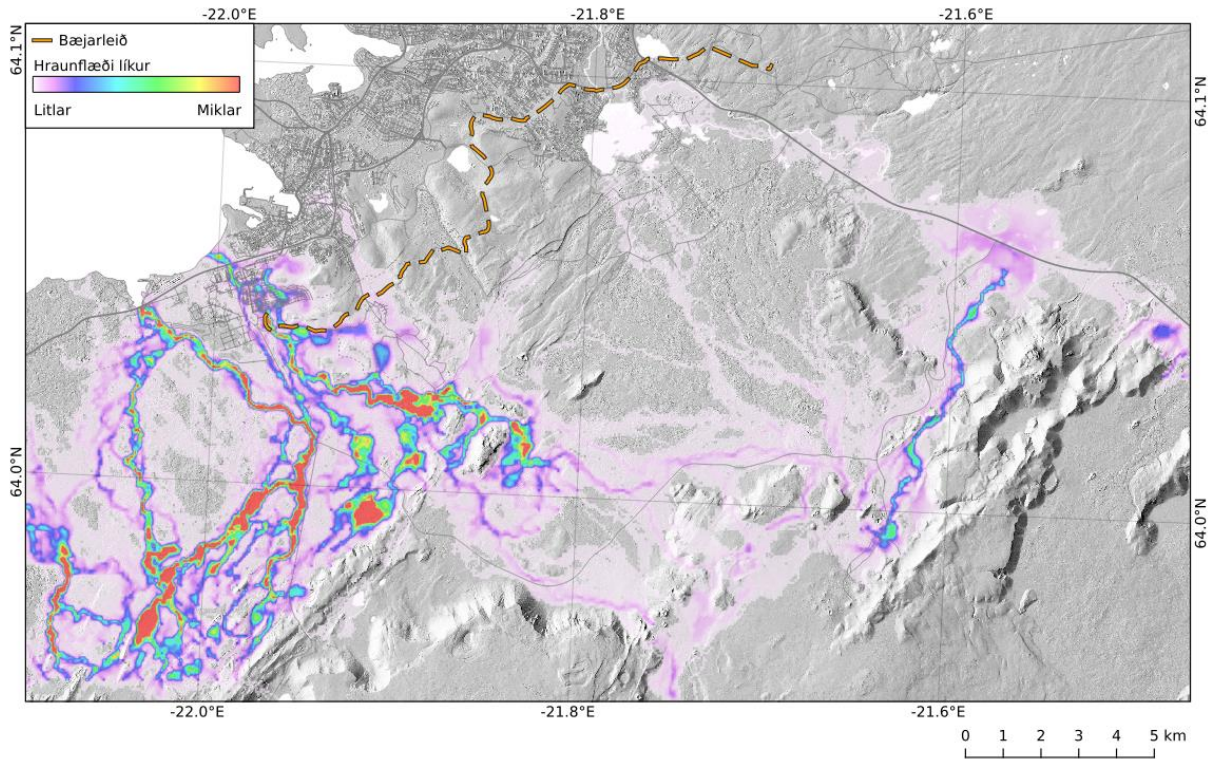 -22.0°E
-21.8°E
-21.6°E
64.1°N
Bæjarleið
Hraunflæði líkur
Litlar
Miklar
64.1°N
64.0°N
64.0°N
-22.0°E
-21.8°E
-21.6°E
0 1 2 3 4 5 km